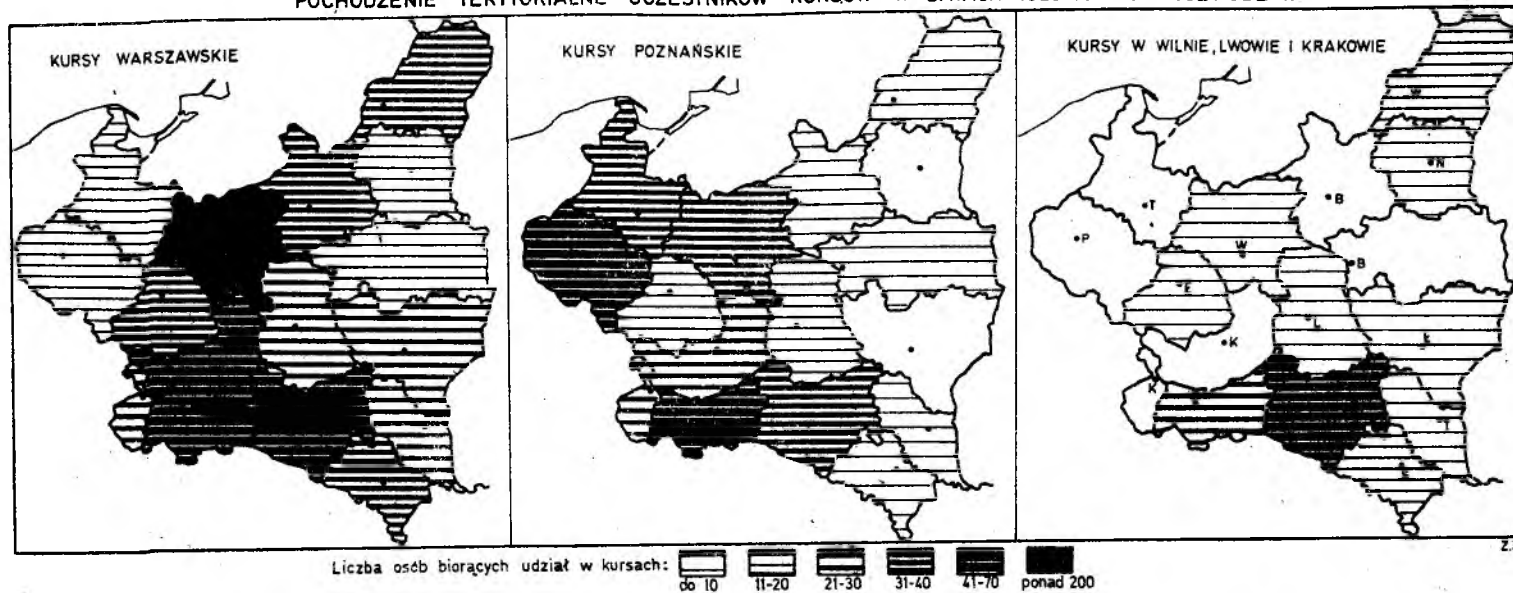 POCHODZENIE TERYTORIALNE UCZESTNIKÓW KURSÓW W
KURSY WARSZAWSKIE
KURSY POZNAŃSKIE
KURSY W WILNIE, LWOWIE I KRAKOWIE
W
N
B
T
P
W
B
Ł
L
Ł
K
K
K
T
L
S
Liczba osób biorących udział w kursach:
do 10
11-20
21-30
31-40
41-70
ponad 200